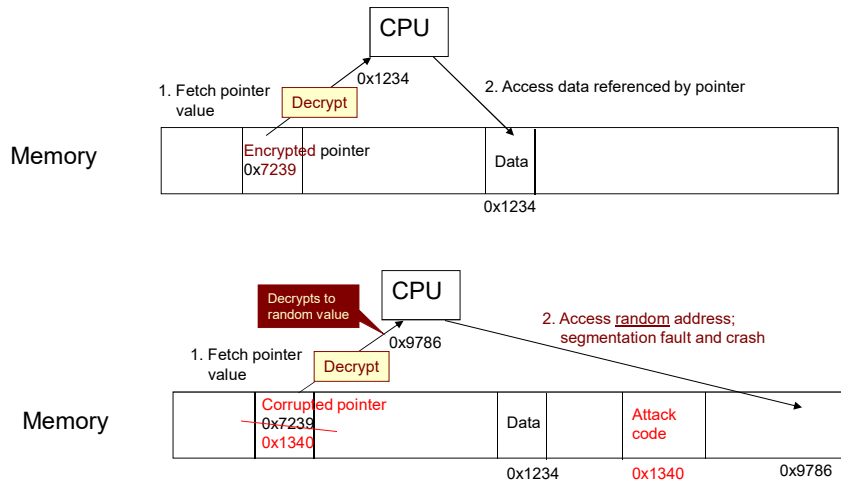 CPU
0x1234
1. Fetch pointer
value
Decrypt
2. Access data referenced by pointer
Memory
Encrypted pointer
0x7239
Data
0x1234
CPU
Decrypts to
random value
0x9786
2. Access random address;
segmentation fault and crash
1. Fetch pointer
value
Decrypt
Memory
Corrupted pointer
0x7239
0x1340
Data
Attack
code
0x1234
0x1340
0x9786